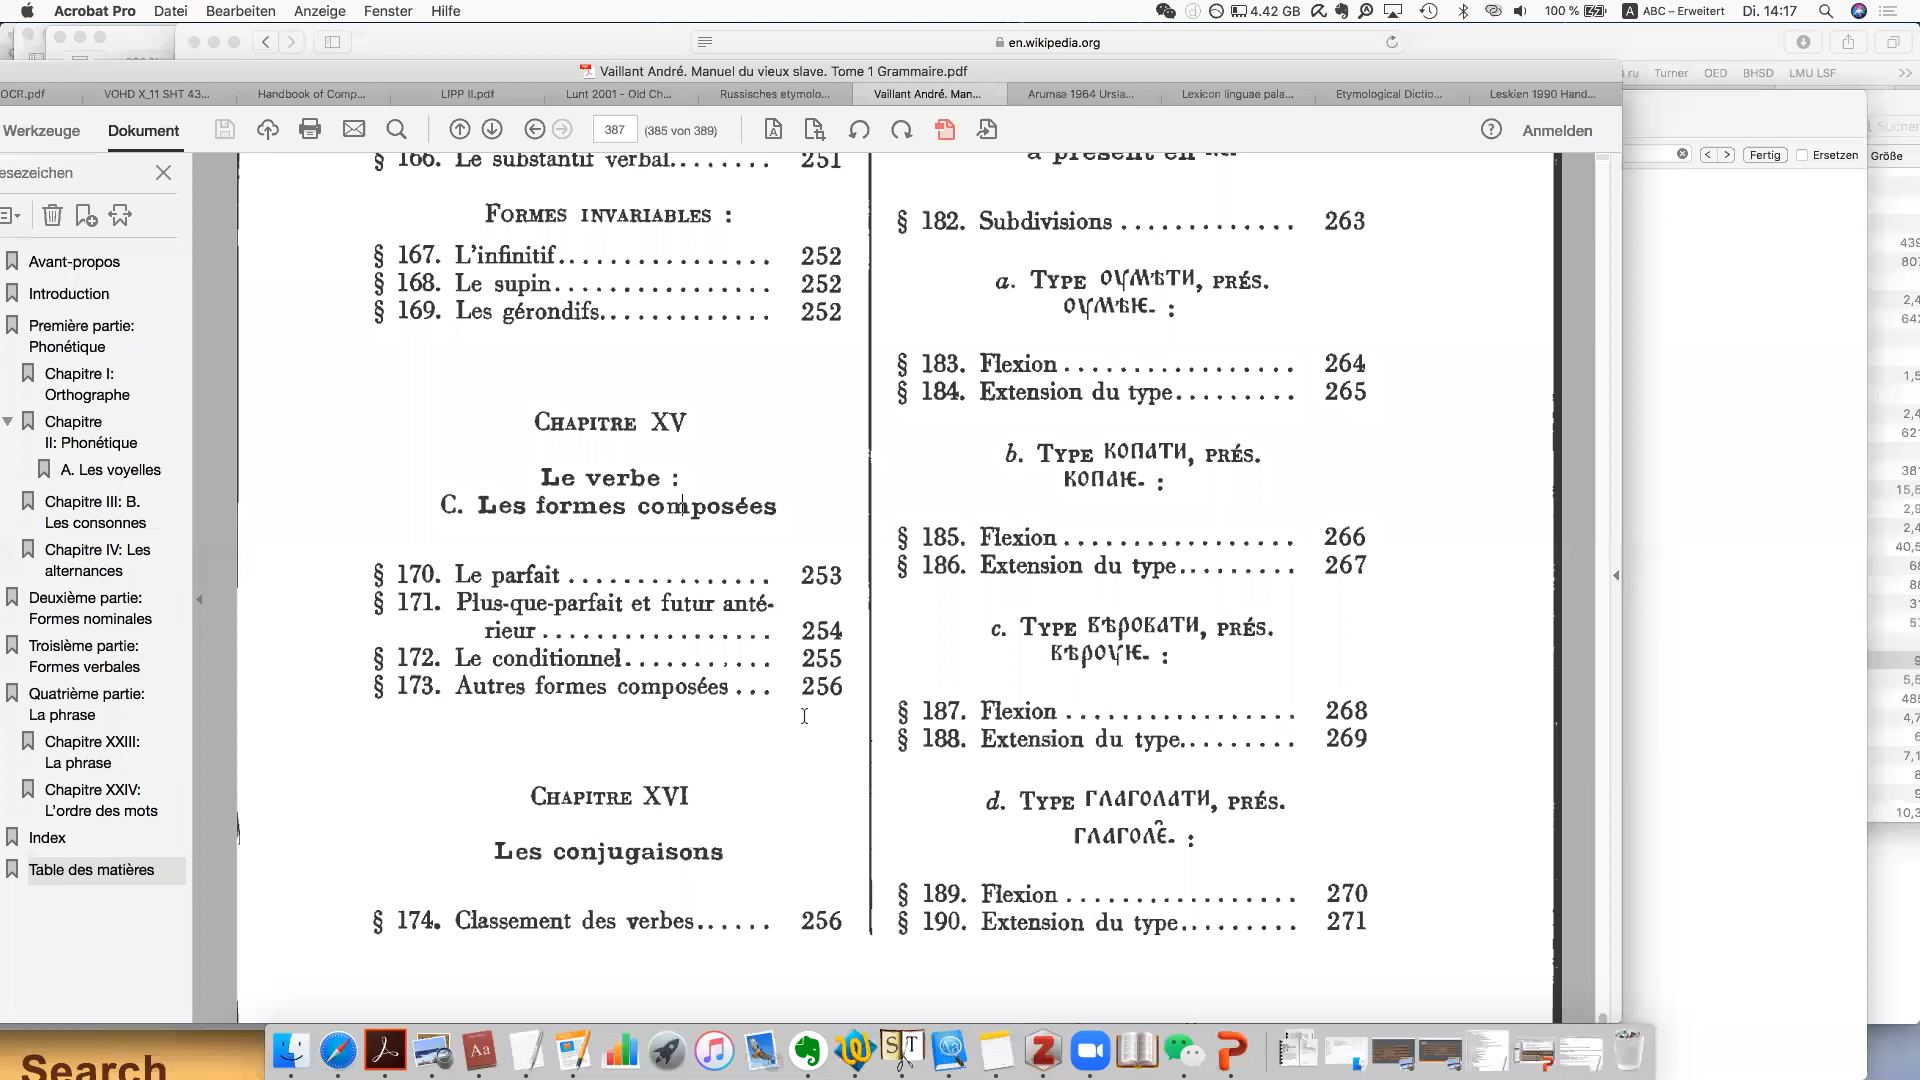 Acrobat Pro Datei Bearbeiten Anzeige Fenster Hilfe
4.42 GB 100 % ABC – Erweitert Di. 14:17
en.wikipedia.org
Vaillant André. Manuel du vieux slave. Tome 1 Grammaire.pdf
.ru Turner OED BHSD LMU LSF
OCR.pdf VOHD X_11 SHT 43... Handbook of Comp... LIPP II.pdf Lunt 2001 - Old Ch... Russisches etymolo... Vaillant André. Man... Arumaa 1964 Ursla... Lexicon linguae pala... Etymological Dictio... Leskien 1990 Hand...
Werkzeuge Dokument 387 (385 von 389) Anmelden
Suchen
Fertig Ersetzen Größe
esezeichen
Avant-propos
Introduction
Première partie:
Phonétique
Chapitre I:
Orthographe
Chapitre
II: Phonétique
A. Les voyelles
Chapitre III: B.
Les consonnes
Chapitre IV: Les
alternances
Deuxième partie:
Formes nominales
Troisième partie:
Formes verbales
Quatrième partie:
La phrase
Chapitre XXIII:
La phrase
Chapitre XXIV:
L'ordre des mots
Index
Table des matières
§ 166. Le substantif verbal........ 251
Formes invariables :
§ 167. L'infinitif................ 252
§ 168. Le supin................ 252
§ 169. Les gérondifs............. 252
Chapitre XV
Le verbe :
C. Les formes composées
§ 170. Le parfait ............... 253
§ 171. Plus-que-parfait et futur anté-
rieur .................. 254
§ 172. Le conditionnel........... 255
§ 173. Autres formes composées ... 256
Chapitre XVI
Les conjugaisons
§ 174. Classement des verbes...... 256
a présent en
§ 182. Subdivisions ............. 263
a. Type ОѸМѢТИ, prés.
ОѸМѢѤ- :
§ 183. Flexion ................. 264
§ 184. Extension du type......... 265
b. Type КОПАТИ, prés.
КОПАѤ- :
§ 185. Flexion ................. 266
§ 186. Extension du type......... 267
c. Type ВѢРОВАТИ, prés.
ВѢРОѸѤ- :
§ 187. Flexion ................. 268
§ 188. Extension du type......... 269
d. Type ГЛАГОЛАТИ, prés.
ГЛАГОЛЕ̑- :
§ 189. Flexion ................. 270
§ 190. Extension du type......... 271
Search